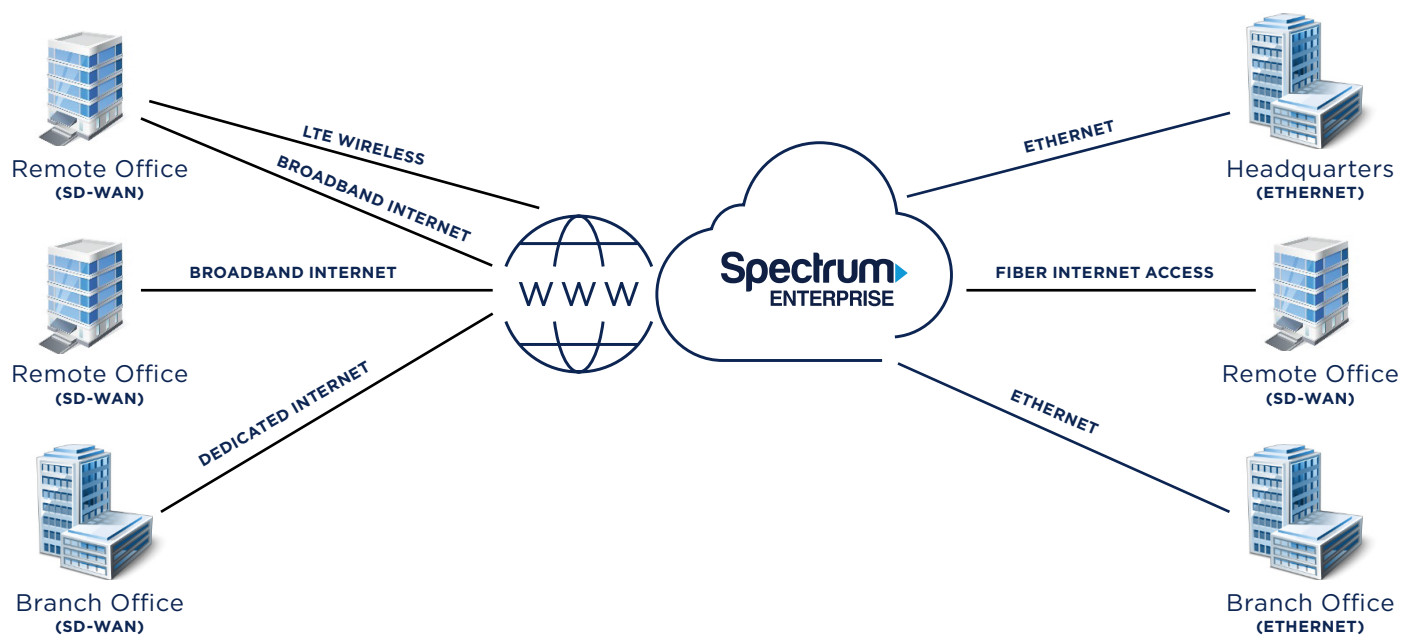 LTE WIRELESS
BROADBAND INTERNET
Remote Office
(SD-WAN)
BROADBAND INTERNET
Remote Office
(SD-WAN)
DEDICATED INTERNET
Branch Office
(SD-WAN)
WWW
Spectrum
ENTERPRISE
ETHERNET
Headquarters
(ETHERNET)
FIBER INTERNET ACCESS
Remote Office
(SD-WAN)
ETHERNET
Branch Office
(ETHERNET)